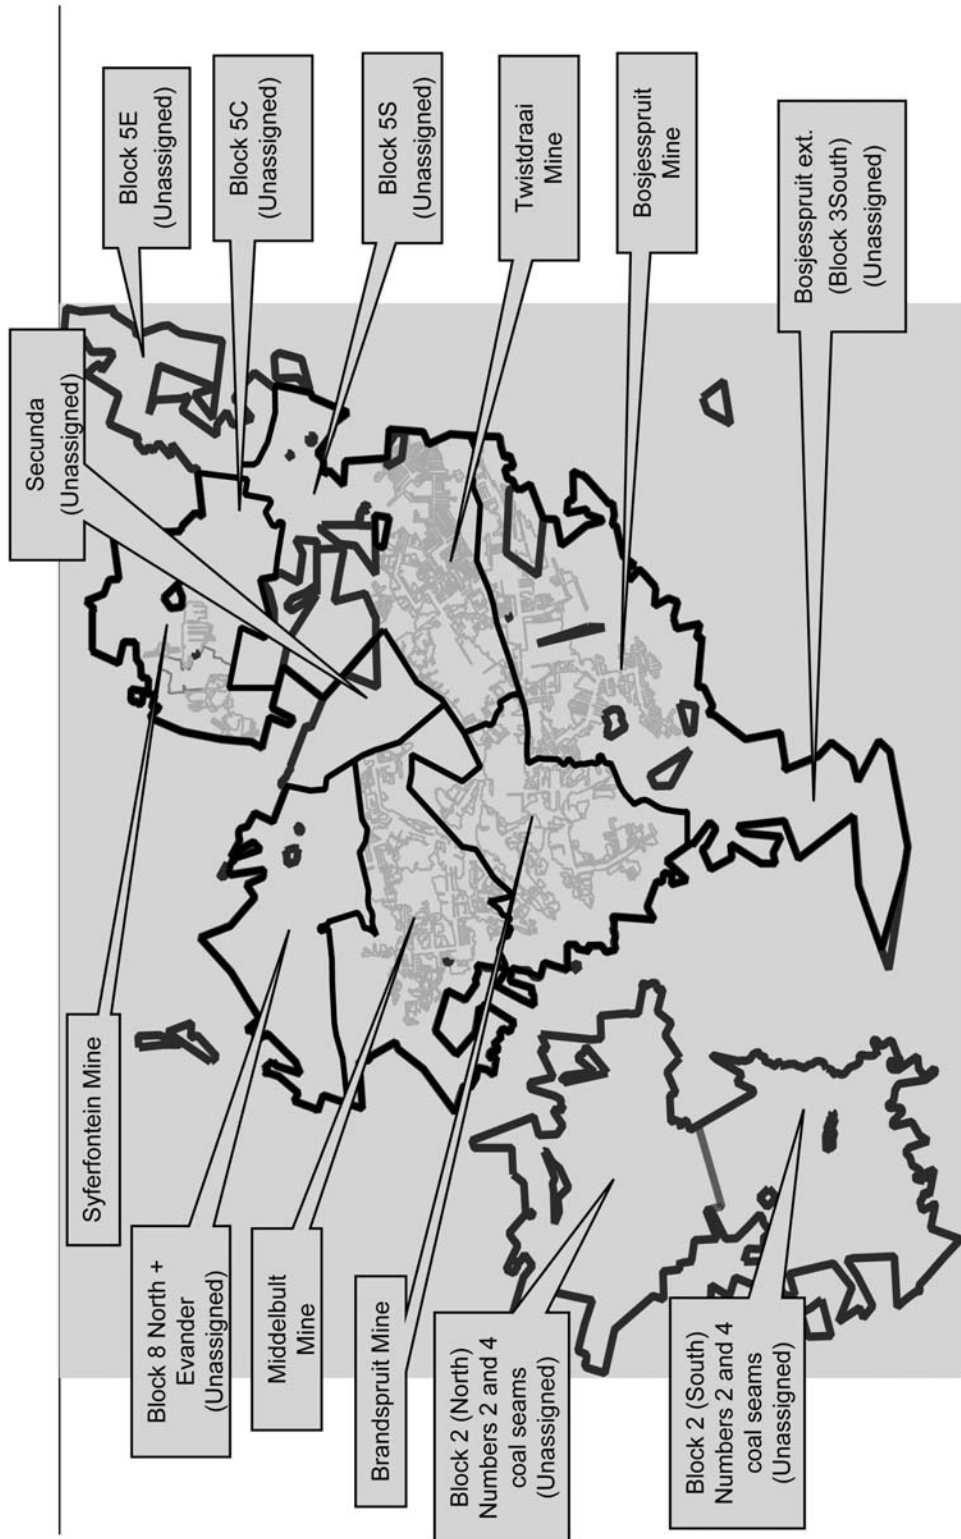 Block 5E
(Unassigned)
Block 5C
(Unassigned)
Block 5S
(Unassigned)
Twistdraai
Mine
Bosjesspruit
Mine
Bosjesspruit ext.
(Block 3South)
(Unassigned)
Secunda
(Unassigned)
Syferfontein Mine
Block 8 North +
Evander
(Unassigned)
Middelbult
Mine
Brandspruit Mine
Block 2 (North)
Numbers 2 and 4
coal seams
(Unassigned)
Block 2 (South)
Numbers 2 and 4
coal seams
(Unassigned)